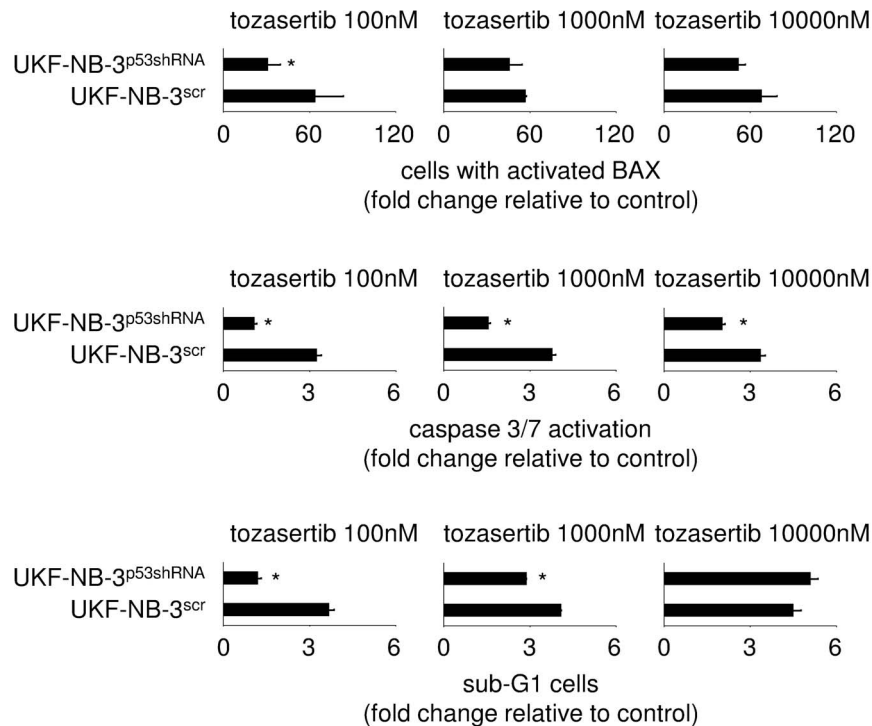 tozasertib 100nM tozasertib 1000nM tozasertib 10000nM
UKF-NB-3p53shRNA *
UKF-NB-3scr
0 60 120 0 60 120 0 60 120
cells with activated BAX
(fold change relative to control)
tozasertib 100nM tozasertib 1000nM tozasertib 10000nM
UKF-NB-3p53shRNA * * *
UKF-NB-3scr
0 3 6 0 3 6 0 3 6
caspase 3/7 activation
(fold change relative to control)
tozasertib 100nM tozasertib 1000nM tozasertib 10000nM
UKF-NB-3p53shRNA * *
UKF-NB-3scr
0 3 6 0 3 6 0 3 6
sub-G1 cells
(fold change relative to control)